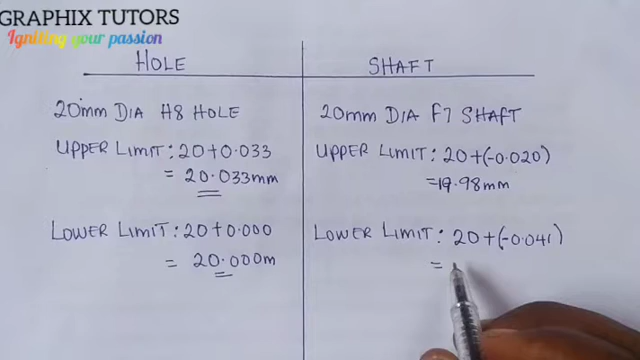 GRAPHIX TUTORS
Igniting your passion
HOLE
20mm DIA H8 HOLE
UPPER LIMIT: 20+0.033
= 20.033mm
LOWER LIMIT: 20+0.000
= 20.000m
SHAFT
20mm DIA F7 SHAFT
UPPER LIMIT: 20+(-0.020)
=19.98mm
LOWER LIMIT: 20+(-0.041)
=